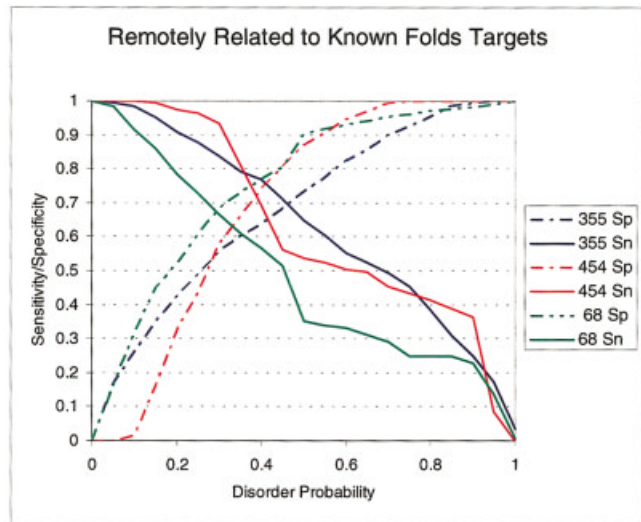 Remotely Related to Known Folds Targets
Sensitivity/Specificity
1
0.9
0.8
0.7
0.6
0.5
0.4
0.3
0.2
0.1
0
0
0.2
0.4
0.6
0.8
1
Disorder Probability
355 Sp
355 Sn
454 Sp
454 Sn
68 Sp
68 Sn